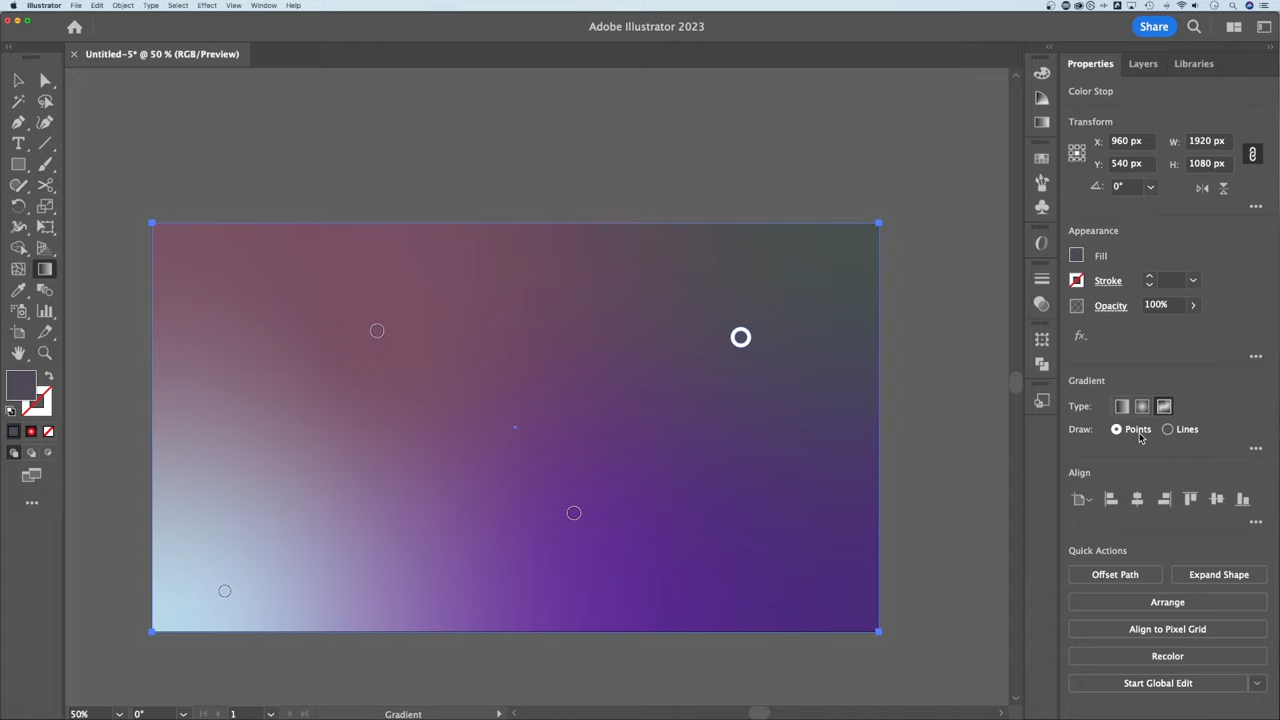 Illustrator File Edit Object Type Select Effect View Window Help
Adobe Illustrator 2023
Share
Untitled-5* @ 50 % (RGB/Preview)
Properties Layers Libraries
Color Stop
Transform
X: 960 px W: 1920 px
Y: 540 px H: 1080 px
0°
Appearance
Fill
Stroke
Opacity 100%
fx.
Gradient
Type:
Draw: Points Lines
Align
Quick Actions
Offset Path Expand Shape
Arrange
Align to Pixel Grid
Recolor
Start Global Edit
50% 0° 1 Gradient